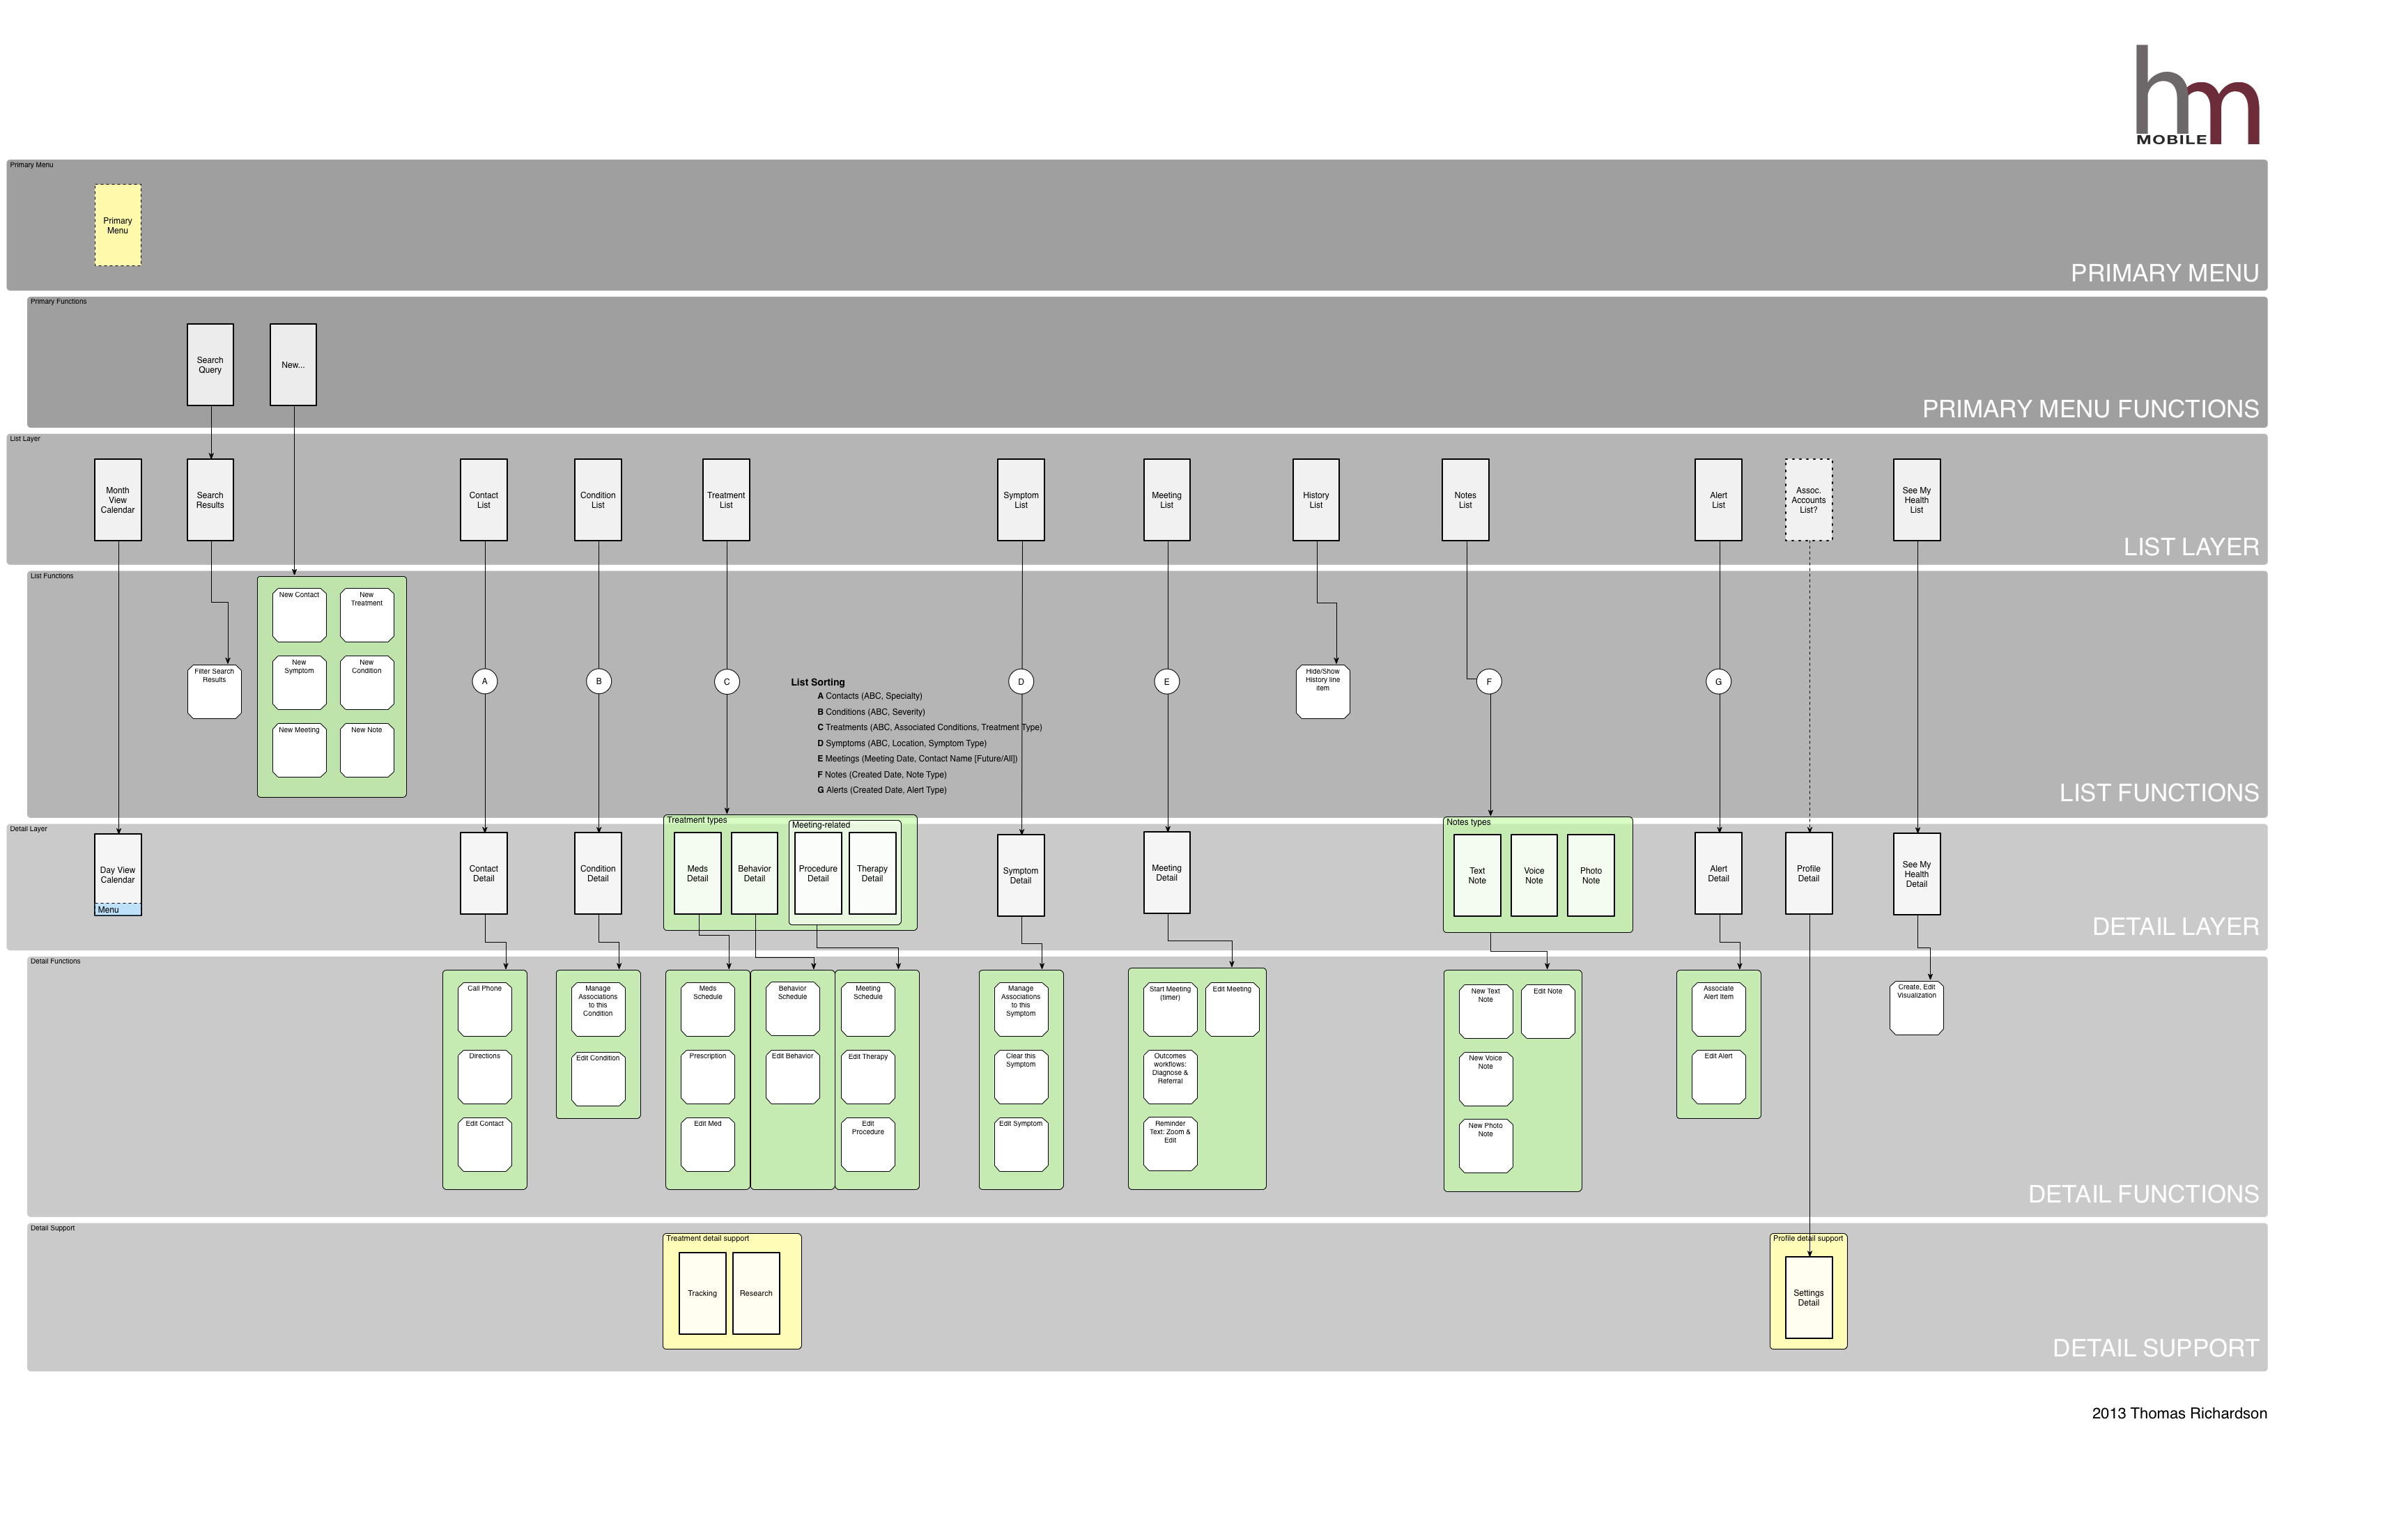 hm
MOBILE
Primary Menu
Primary
Menu
PRIMARY MENU
Primary Functions
Search
Query
New...
PRIMARY MENU FUNCTIONS
List Layer
Month
View
Calendar
Search
Results
Contact
List
Condition
List
Treatment
List
Symptom
List
Meeting
List
History
List
Notes
List
Alert
List
Assoc.
Accounts
List?
See My
Health
List
LIST LAYER
List Functions
Filter Search
Results
New Contact
New
Treatment
New
Symptom
New
Condition
New Meeting
New Note
A
B
C
List Sorting
A Contacts (ABC, Specialty)
B Conditions (ABC, Severity)
C Treatments (ABC, Associated Conditions, Treatment Type)
D Symptoms (ABC, Location, Symptom Type)
E Meetings (Meeting Date, Contact Name [Future/All])
F Notes (Created Date, Note Type)
G Alerts (Created Date, Alert Type)
D
E
Hide/Show
History line
item
F
G
LIST FUNCTIONS
Detail Layer
Day View
Calendar
Menu
Contact
Detail
Condition
Detail
Treatment types
Meds
Detail
Behavior
Detail
Meeting-related
Procedure
Detail
Therapy
Detail
Symptom
Detail
Meeting
Detail
Notes types
Text
Note
Voice
Note
Photo
Note
Alert
Detail
Profile
Detail
See My
Health
Detail
DETAIL LAYER
Detail Functions
Call Phone
Directions
Edit Contact
Manage
Associations
to this
Condition
Edit Condition
Meds
Schedule
Prescription
Edit Med
Behavior
Schedule
Edit Behavior
Meeting
Schedule
Edit Therapy
Edit
Procedure
Manage
Associations
to this
Symptom
Clear this
Symptom
Edit Symptom
Start Meeting
(timer)
Edit Meeting
Outcomes
workflows:
Diagnose &
Referral
Reminder
Text: Zoom &
Edit
New Text
Note
Edit Note
New Voice
Note
New Photo
Note
Associate
Alert Item
Edit Alert
Create, Edit
Visualization
DETAIL FUNCTIONS
Detail Support
Treatment detail support
Tracking
Research
Profile detail support
Settings
Detail
DETAIL SUPPORT
2013 Thomas Richardson